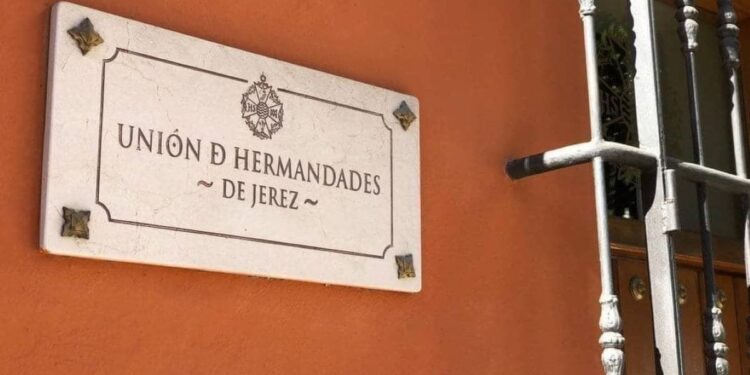 UNIÓN Ð HERMANDADES
~ DE JEREZ ~